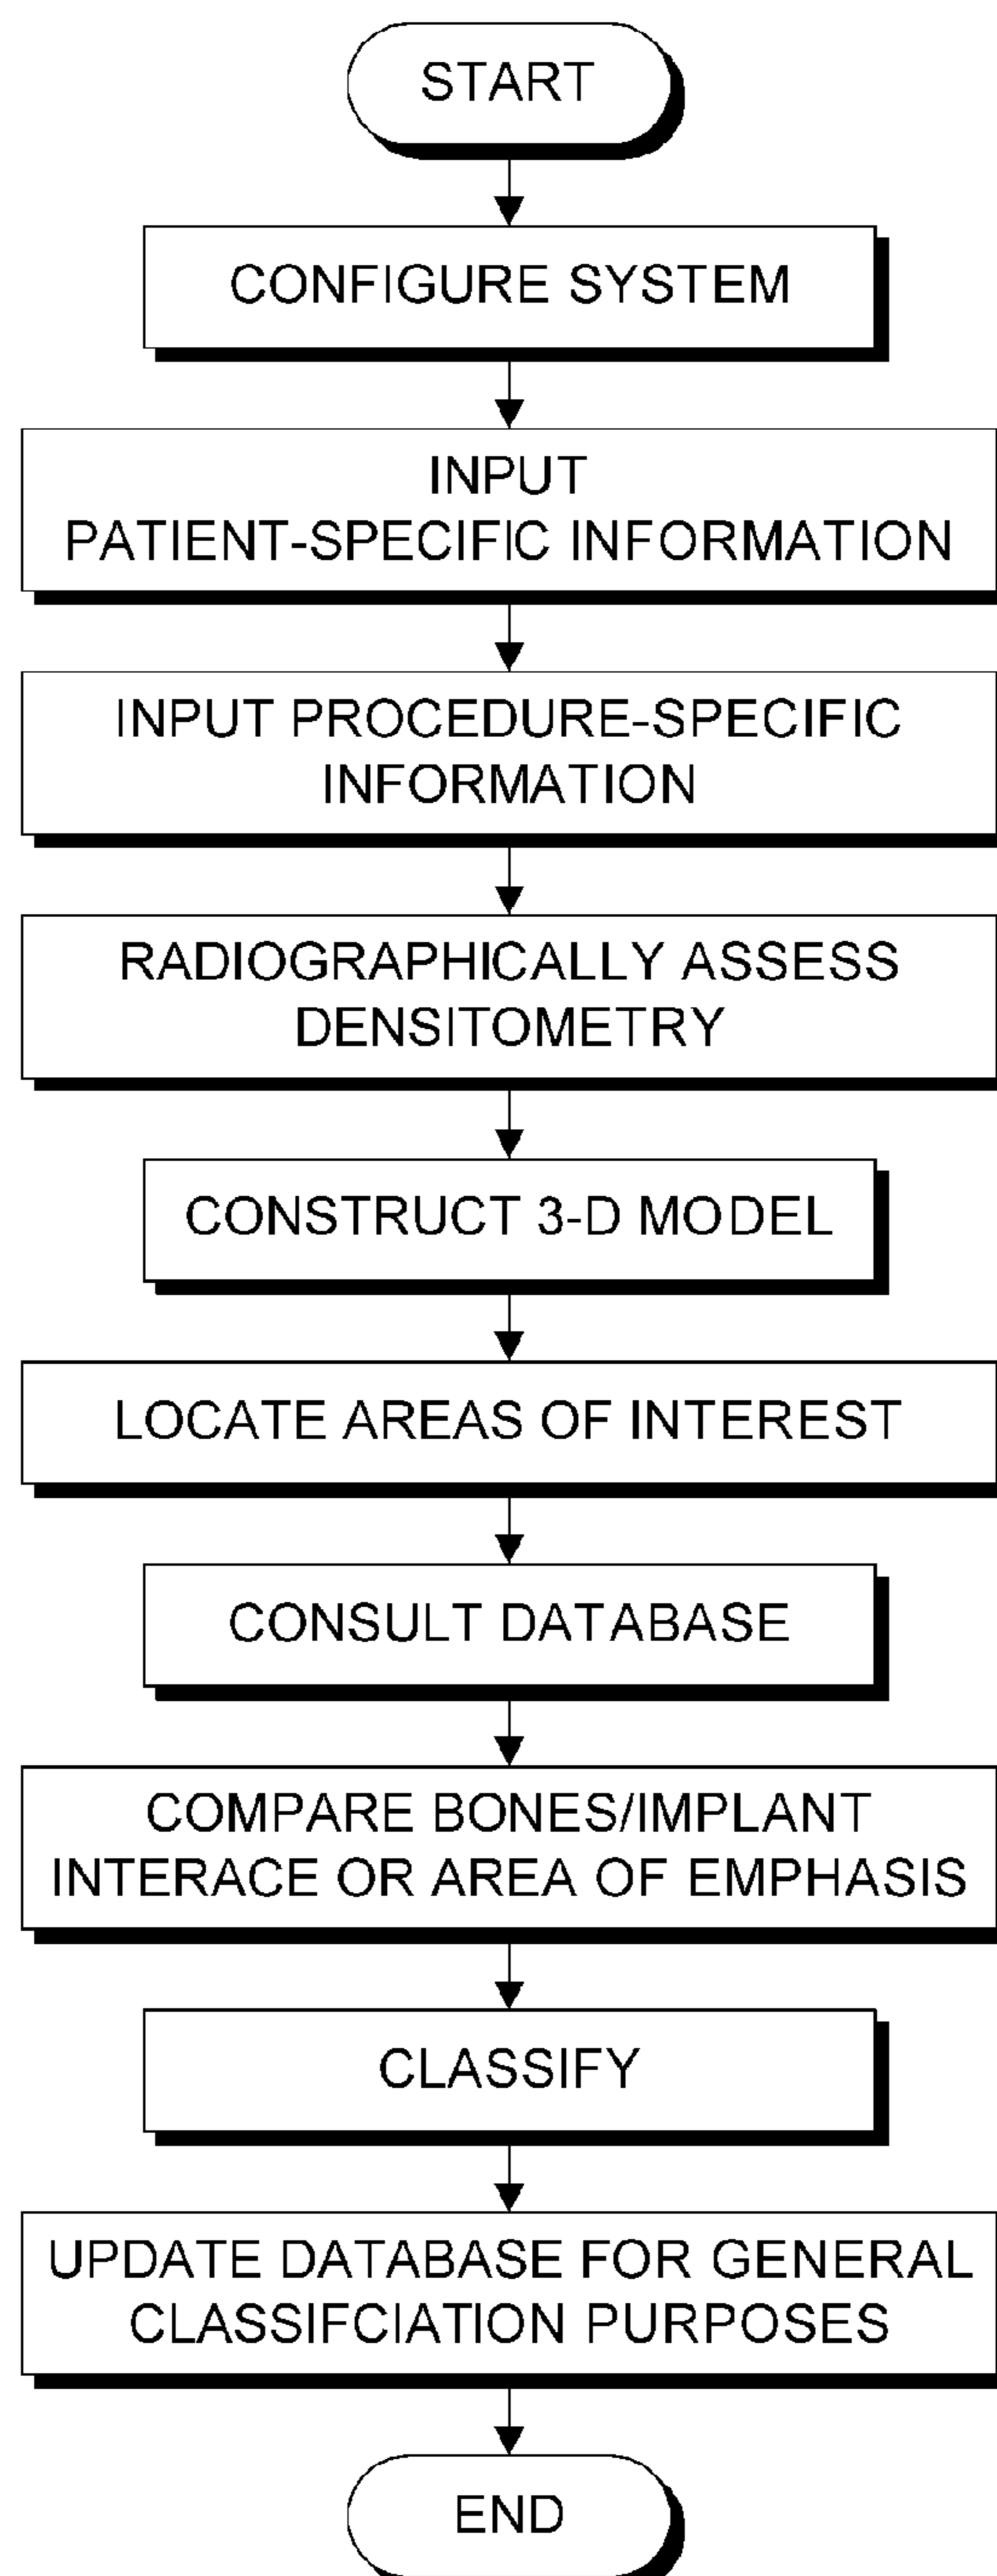 START
CONFIGURE SYSTEM
INPUT
PATIENT-SPECIFIC INFORMATION
INPUT PROCEDURE-SPECIFIC
INFORMATION
RADIOGRAPHICALLY ASSESS
DENSITOMETRY
CONSTRUCT 3-D MODEL
LOCATE AREAS OF INTEREST
CONSULT DATABASE
COMPARE BONES/IMPLANT
INTERACE OR AREA OF EMPHASIS
CLASSIFY
UPDATE DATABASE FOR GENERAL
CLASSIFCIATION PURPOSES
END